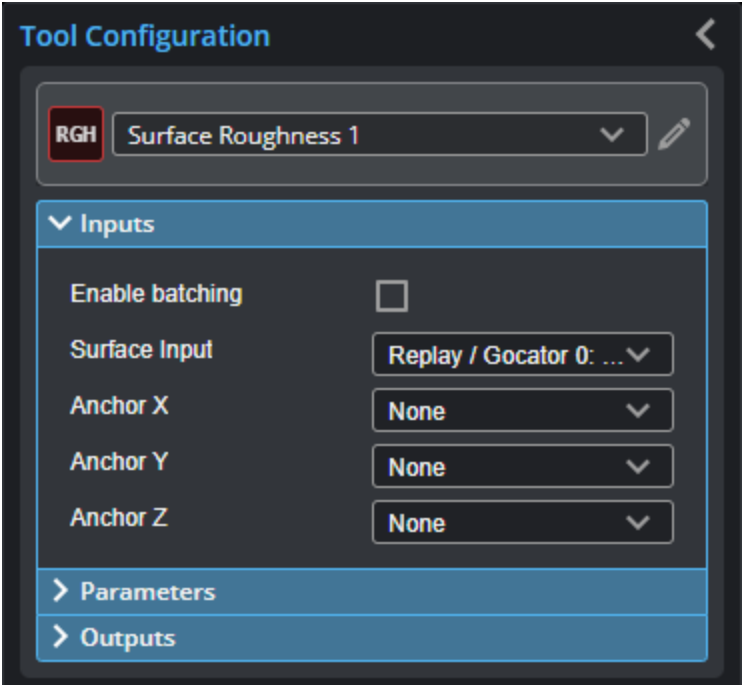 Tool Configuration
RGH Surface Roughness 1
Inputs
Enable batching
Surface Input Replay / Gocator 0: ...
Anchor X None
Anchor Y None
Anchor Z None
Parameters
Outputs